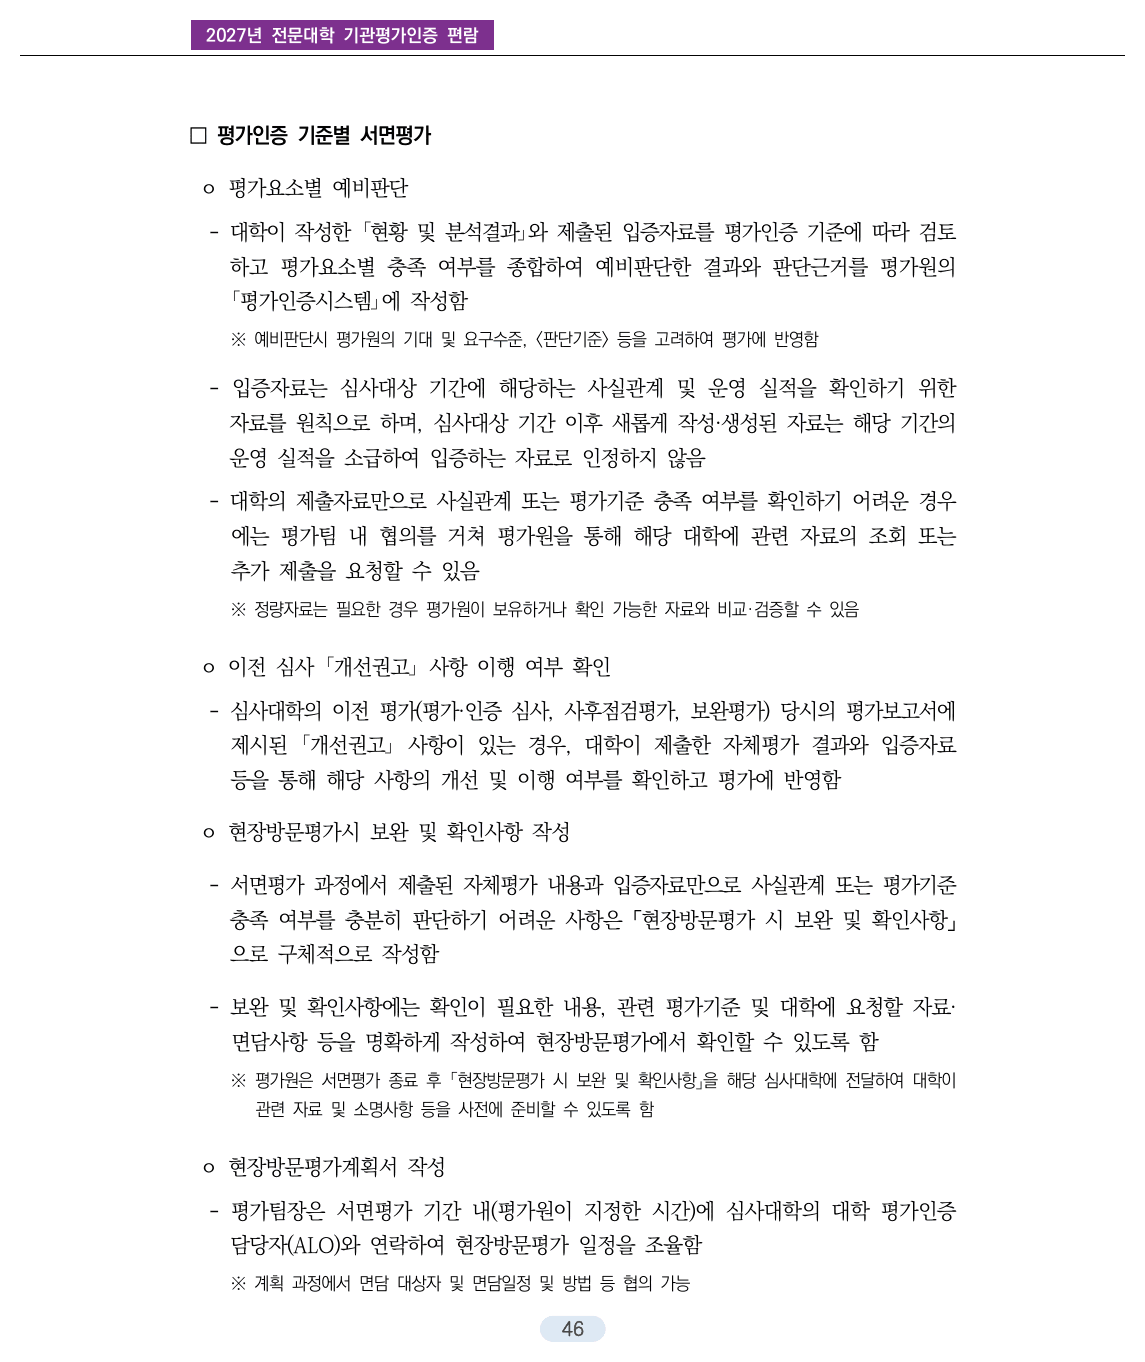 2027년 전문대학 기관평가인증 편람
□ 평가인증 기준별 서면평가
ㅇ 평가요소별 예비판단
- 대학이 작성한 「현황 및 분석결과」와 제출된 입증자료를 평가인증 기준에 따라 검토
하고 평가요소별 충족 여부를 종합하여 예비판단한 결과와 판단근거를 평가원의
「평가인증시스템」에 작성함
※ 예비판단시 평가원의 기대 및 요구수준, <판단기준> 등을 고려하여 평가에 반영함
- 입증자료는 심사대상 기간에 해당하는 사실관계 및 운영 실적을 확인하기 위한
자료를 원칙으로 하며, 심사대상 기간 이후 새롭게 작성·생성된 자료는 해당 기간의
운영 실적을 소급하여 입증하는 자료로 인정하지 않음
- 대학의 제출자료만으로 사실관계 또는 평가기준 충족 여부를 확인하기 어려운 경우
에는 평가팀 내 협의를 거쳐 평가원을 통해 해당 대학에 관련 자료의 조회 또는
추가 제출을 요청할 수 있음
※ 정량자료는 필요한 경우 평가원이 보유하거나 확인 가능한 자료와 비교·검증할 수 있음
ㅇ 이전 심사 「개선권고」 사항 이행 여부 확인
- 심사대학의 이전 평가(평가·인증 심사, 사후점검평가, 보완평가) 당시의 평가보고서에
제시된 「개선권고」 사항이 있는 경우, 대학이 제출한 자체평가 결과와 입증자료
등을 통해 해당 사항의 개선 및 이행 여부를 확인하고 평가에 반영함
ㅇ 현장방문평가시 보완 및 확인사항 작성
- 서면평가 과정에서 제출된 자체평가 내용과 입증자료만으로 사실관계 또는 평가기준
충족 여부를 충분히 판단하기 어려운 사항은 「현장방문평가 시 보완 및 확인사항」
으로 구체적으로 작성함
- 보완 및 확인사항에는 확인이 필요한 내용, 관련 평가기준 및 대학에 요청할 자료·
면담사항 등을 명확하게 작성하여 현장방문평가에서 확인할 수 있도록 함
※ 평가원은 서면평가 종료 후 「현장방문평가 시 보완 및 확인사항」을 해당 심사대학에 전달하여 대학이
관련 자료 및 소명사항 등을 사전에 준비할 수 있도록 함
ㅇ 현장방문평가계획서 작성
- 평가팀장은 서면평가 기간 내(평가원이 지정한 시간)에 심사대학의 대학 평가인증
담당자(ALO)와 연락하여 현장방문평가 일정을 조율함
※ 계획 과정에서 면담 대상자 및 면담일정 및 방법 등 협의 가능
46